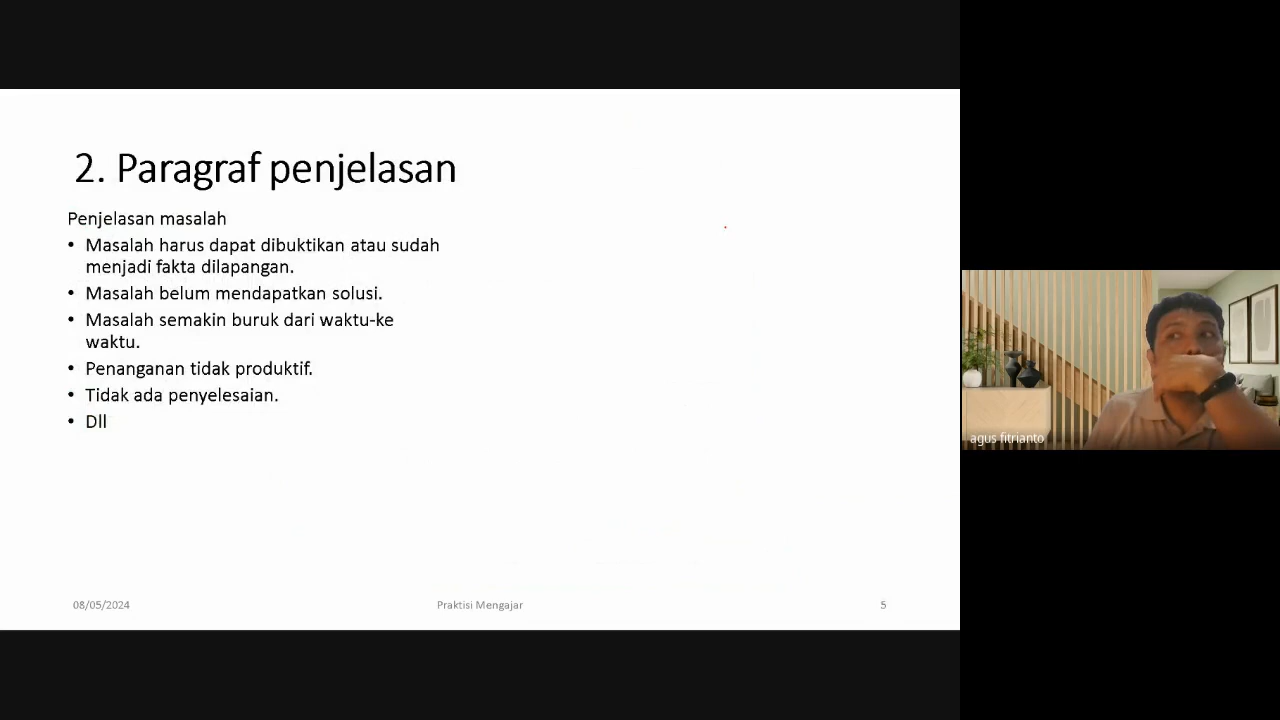 2. Paragraf penjelasan
Penjelasan masalah
• Masalah harus dapat dibuktikan atau sudah
menjadi fakta dilapangan.
• Masalah belum mendapatkan solusi.
• Masalah semakin buruk dari waktu-ke
waktu.
• Penanganan tidak produktif.
• Tidak ada penyelesaian.
• Dll
08/05/2024
Praktisi Mengajar
5
agus fitrianto